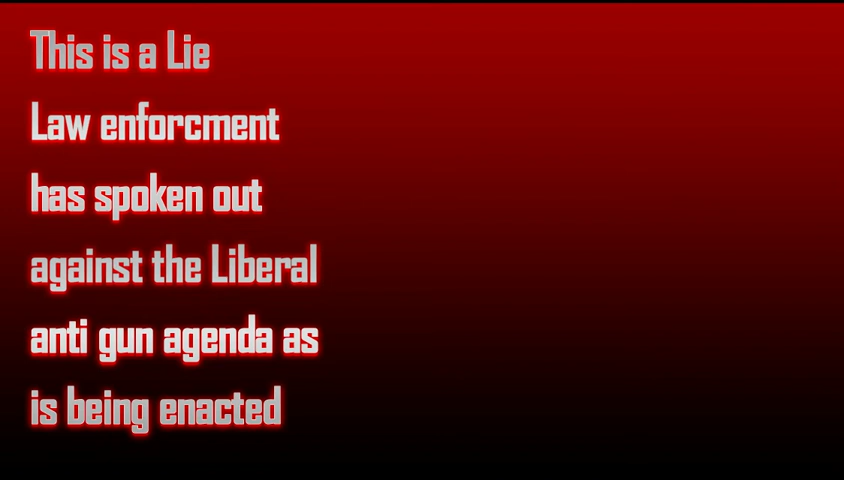 This is a Lie
Law enforcment
has spoken out
against the Liberal
anti gun agenda as
is being enacted